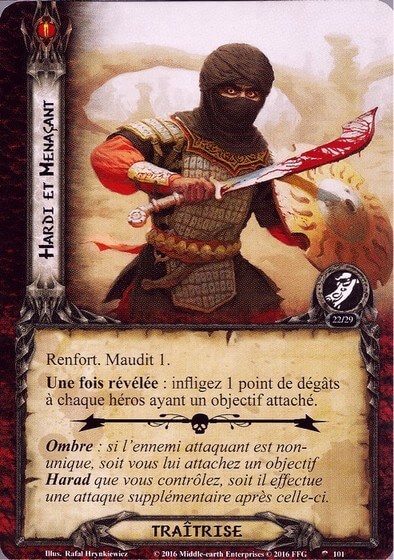 HARDI ET MENAÇANT
22/29
Renfort. Maudit 1.
Une fois révélée : infligez 1 point de dégâts
à chaque héros ayant un objectif attaché.
Ombre : si l'ennemi attaquant est non-
unique, soit vous lui attachez un objectif
Harad que vous contrôlez, soit il effectue
une attaque supplémentaire après celle-ci.
TRAÎTRISE
Illus. Rafał Hrynkiewicz
© 2016 Middle-earth Enterprises © 2016 FFG
101